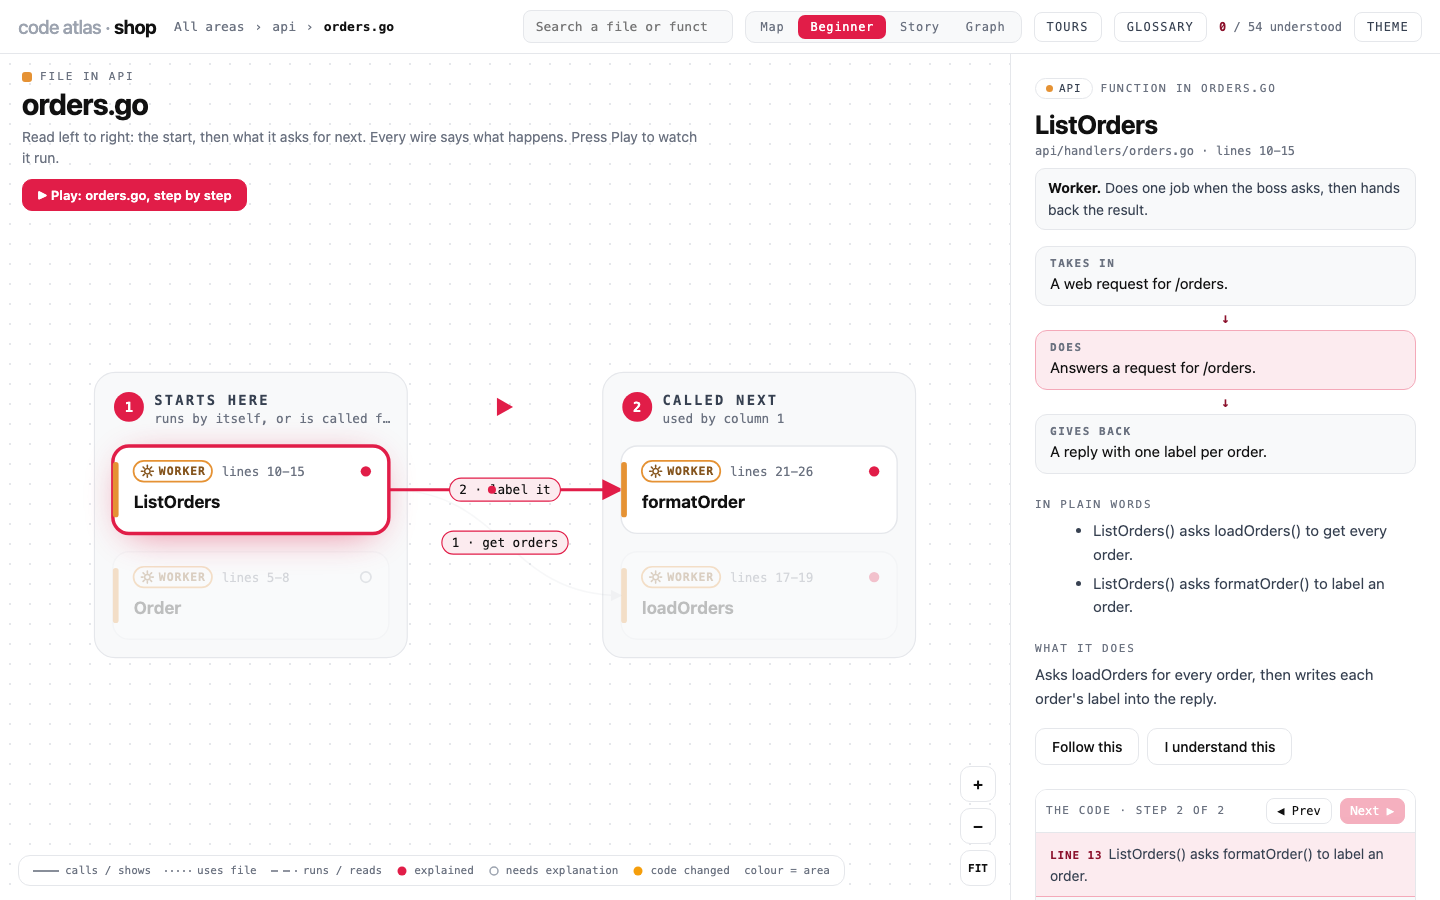 code atlas · shop
All areas › api › orders.go
Search a file or funct
Map Beginner Story Graph
TOURS
GLOSSARY
0 / 54 understood
THEME
FILE IN API
orders.go
Read left to right: the start, then what it asks for next. Every wire says what happens. Press Play to watch
it run.
▶ Play: orders.go, step by step
1 STARTS HERE
runs by itself, or is called f…
WORKER lines 10–15
ListOrders
WORKER lines 5–8
Order
2 · label it
1 · get orders
2 CALLED NEXT
used by column 1
WORKER lines 21–26
formatOrder
WORKER lines 17–19
loadOrders
+
−
FIT
calls / shows uses file runs / reads explained needs explanation code changed colour = area
API FUNCTION IN ORDERS.GO
ListOrders
api/handlers/orders.go · lines 10–15
Worker. Does one job when the boss asks, then hands
back the result.
TAKES IN
A web request for /orders.
↓
DOES
Answers a request for /orders.
↓
GIVES BACK
A reply with one label per order.
IN PLAIN WORDS
• ListOrders() asks loadOrders() to get every
order.
• ListOrders() asks formatOrder() to label an
order.
WHAT IT DOES
Asks loadOrders for every order, then writes each
order's label into the reply.
Follow this
I understand this
THE CODE · STEP 2 OF 2
◀ Prev
Next ▶
LINE 13 ListOrders() asks formatOrder() to label an
order.